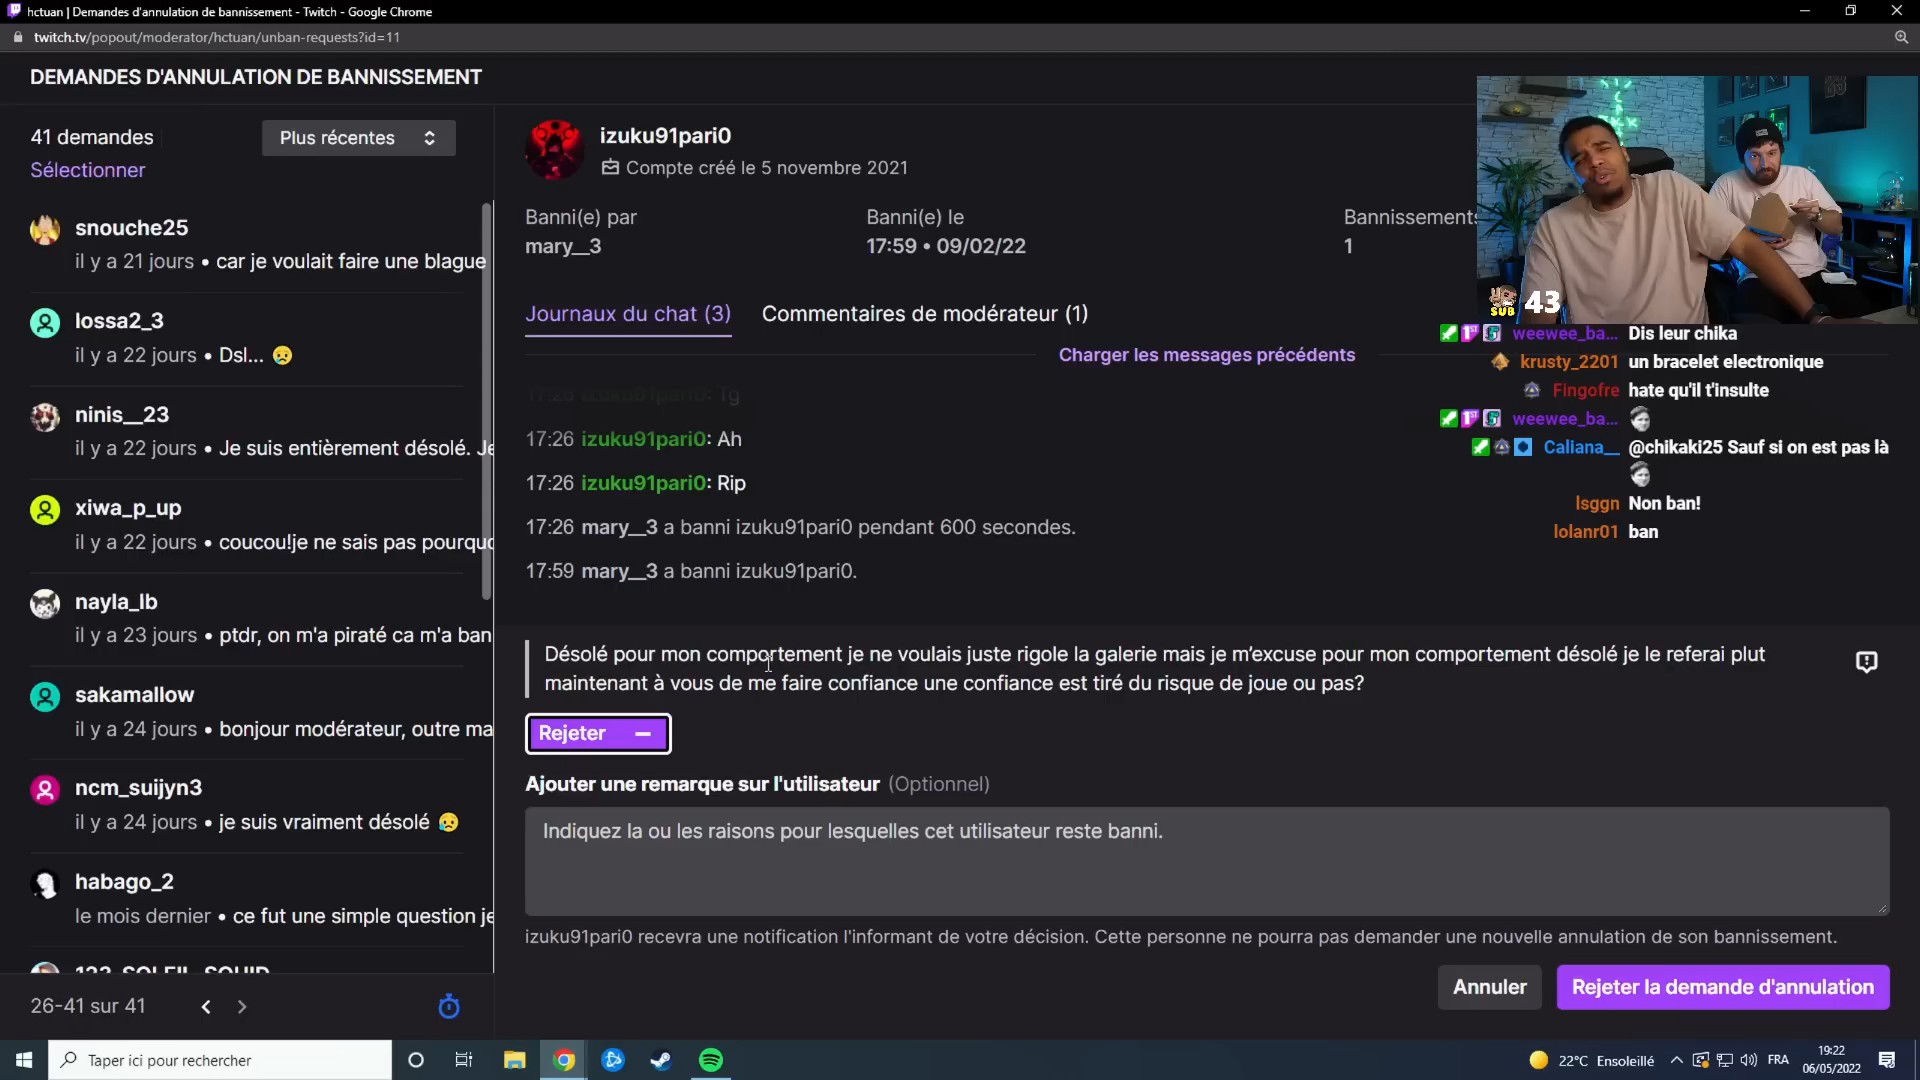 hctuan | Demandes d'annulation de bannissement - Twitch - Google Chrome
twitch.tv/popout/moderator/hctuan/unban-requests?id=11
DEMANDES D'ANNULATION DE BANNISSEMENT
41 demandes
Plus récentes
Sélectionner
snouche25
il y a 21 jours • car je voulait faire une blague
lossa2_3
il y a 22 jours • Dsl... 😥
ninis__23
il y a 22 jours • Je suis entièrement désolé. Je
xiwa_p_up
il y a 22 jours • coucou!je ne sais pas pourquo
nayla_lb
il y a 23 jours • ptdr, on m'a piraté ca m'a ban
sakamallow
il y a 24 jours • bonjour modérateur, outre ma
ncm_suijyn3
il y a 24 jours • je suis vraiment désolé 😥
habago_2
le mois dernier • ce fut une simple question je
26-41 sur 41
izuku91pari0
Compte créé le 5 novembre 2021
Banni(e) par
mary__3
Banni(e) le
17:59 • 09/02/22
Bannissements
1
Journaux du chat (3)
Commentaires de modérateur (1)
Charger les messages précédents
17:26 izuku91pari0: Tg
17:26 izuku91pari0: Ah
17:26 izuku91pari0: Rip
17:26 mary__3 a banni izuku91pari0 pendant 600 secondes.
17:59 mary__3 a banni izuku91pari0.
Désolé pour mon comportement je ne voulais juste rigole la galerie mais je m'excuse pour mon comportement désolé je le referai plut
maintenant à vous de me faire confiance une confiance est tiré du risque de joue ou pas?
Rejeter
Ajouter une remarque sur l'utilisateur (Optionnel)
Indiquez la ou les raisons pour lesquelles cet utilisateur reste banni.
izuku91pari0 recevra une notification l'informant de votre décision. Cette personne ne pourra pas demander une nouvelle annulation de son bannissement.
Annuler
Rejeter la demande d'annulation
SUB 43
weewee_ba... Dis leur chika
krusty_2201 un bracelet electronique
Fingofre hate qu'il t'insulte
weewee_ba...
Caliana__ @chikaki25 Sauf si on est pas là
lsggn Non ban!
lolanr01 ban
Taper ici pour rechercher
22°C Ensoleillé
FRA
19:22
06/05/2022